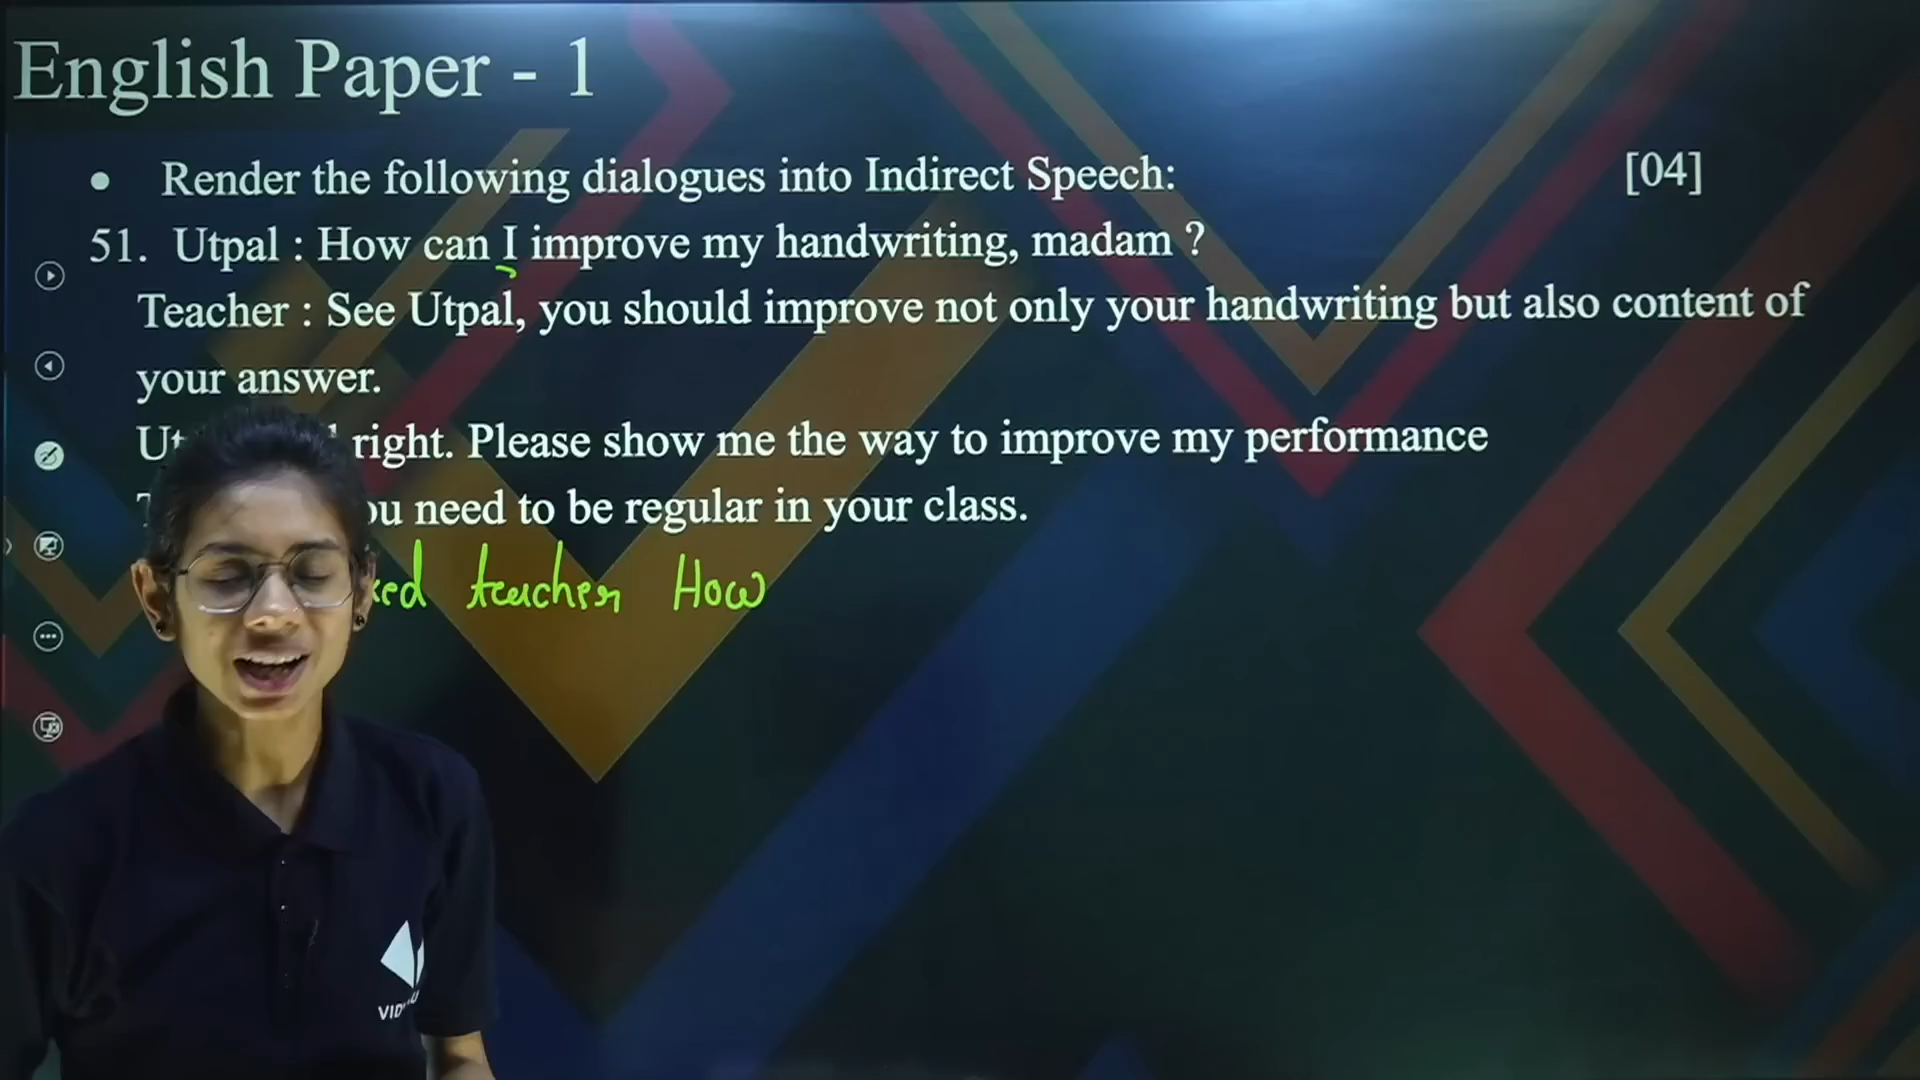 English Paper - 1
• Render the following dialogues into Indirect Speech: [04]
51. Utpal : How can I improve my handwriting, madam ?
Teacher : See Utpal, you should improve not only your handwriting but also content of
your answer.
right. Please show me the way to improve my performance
need to be regular in your class.
teacher How